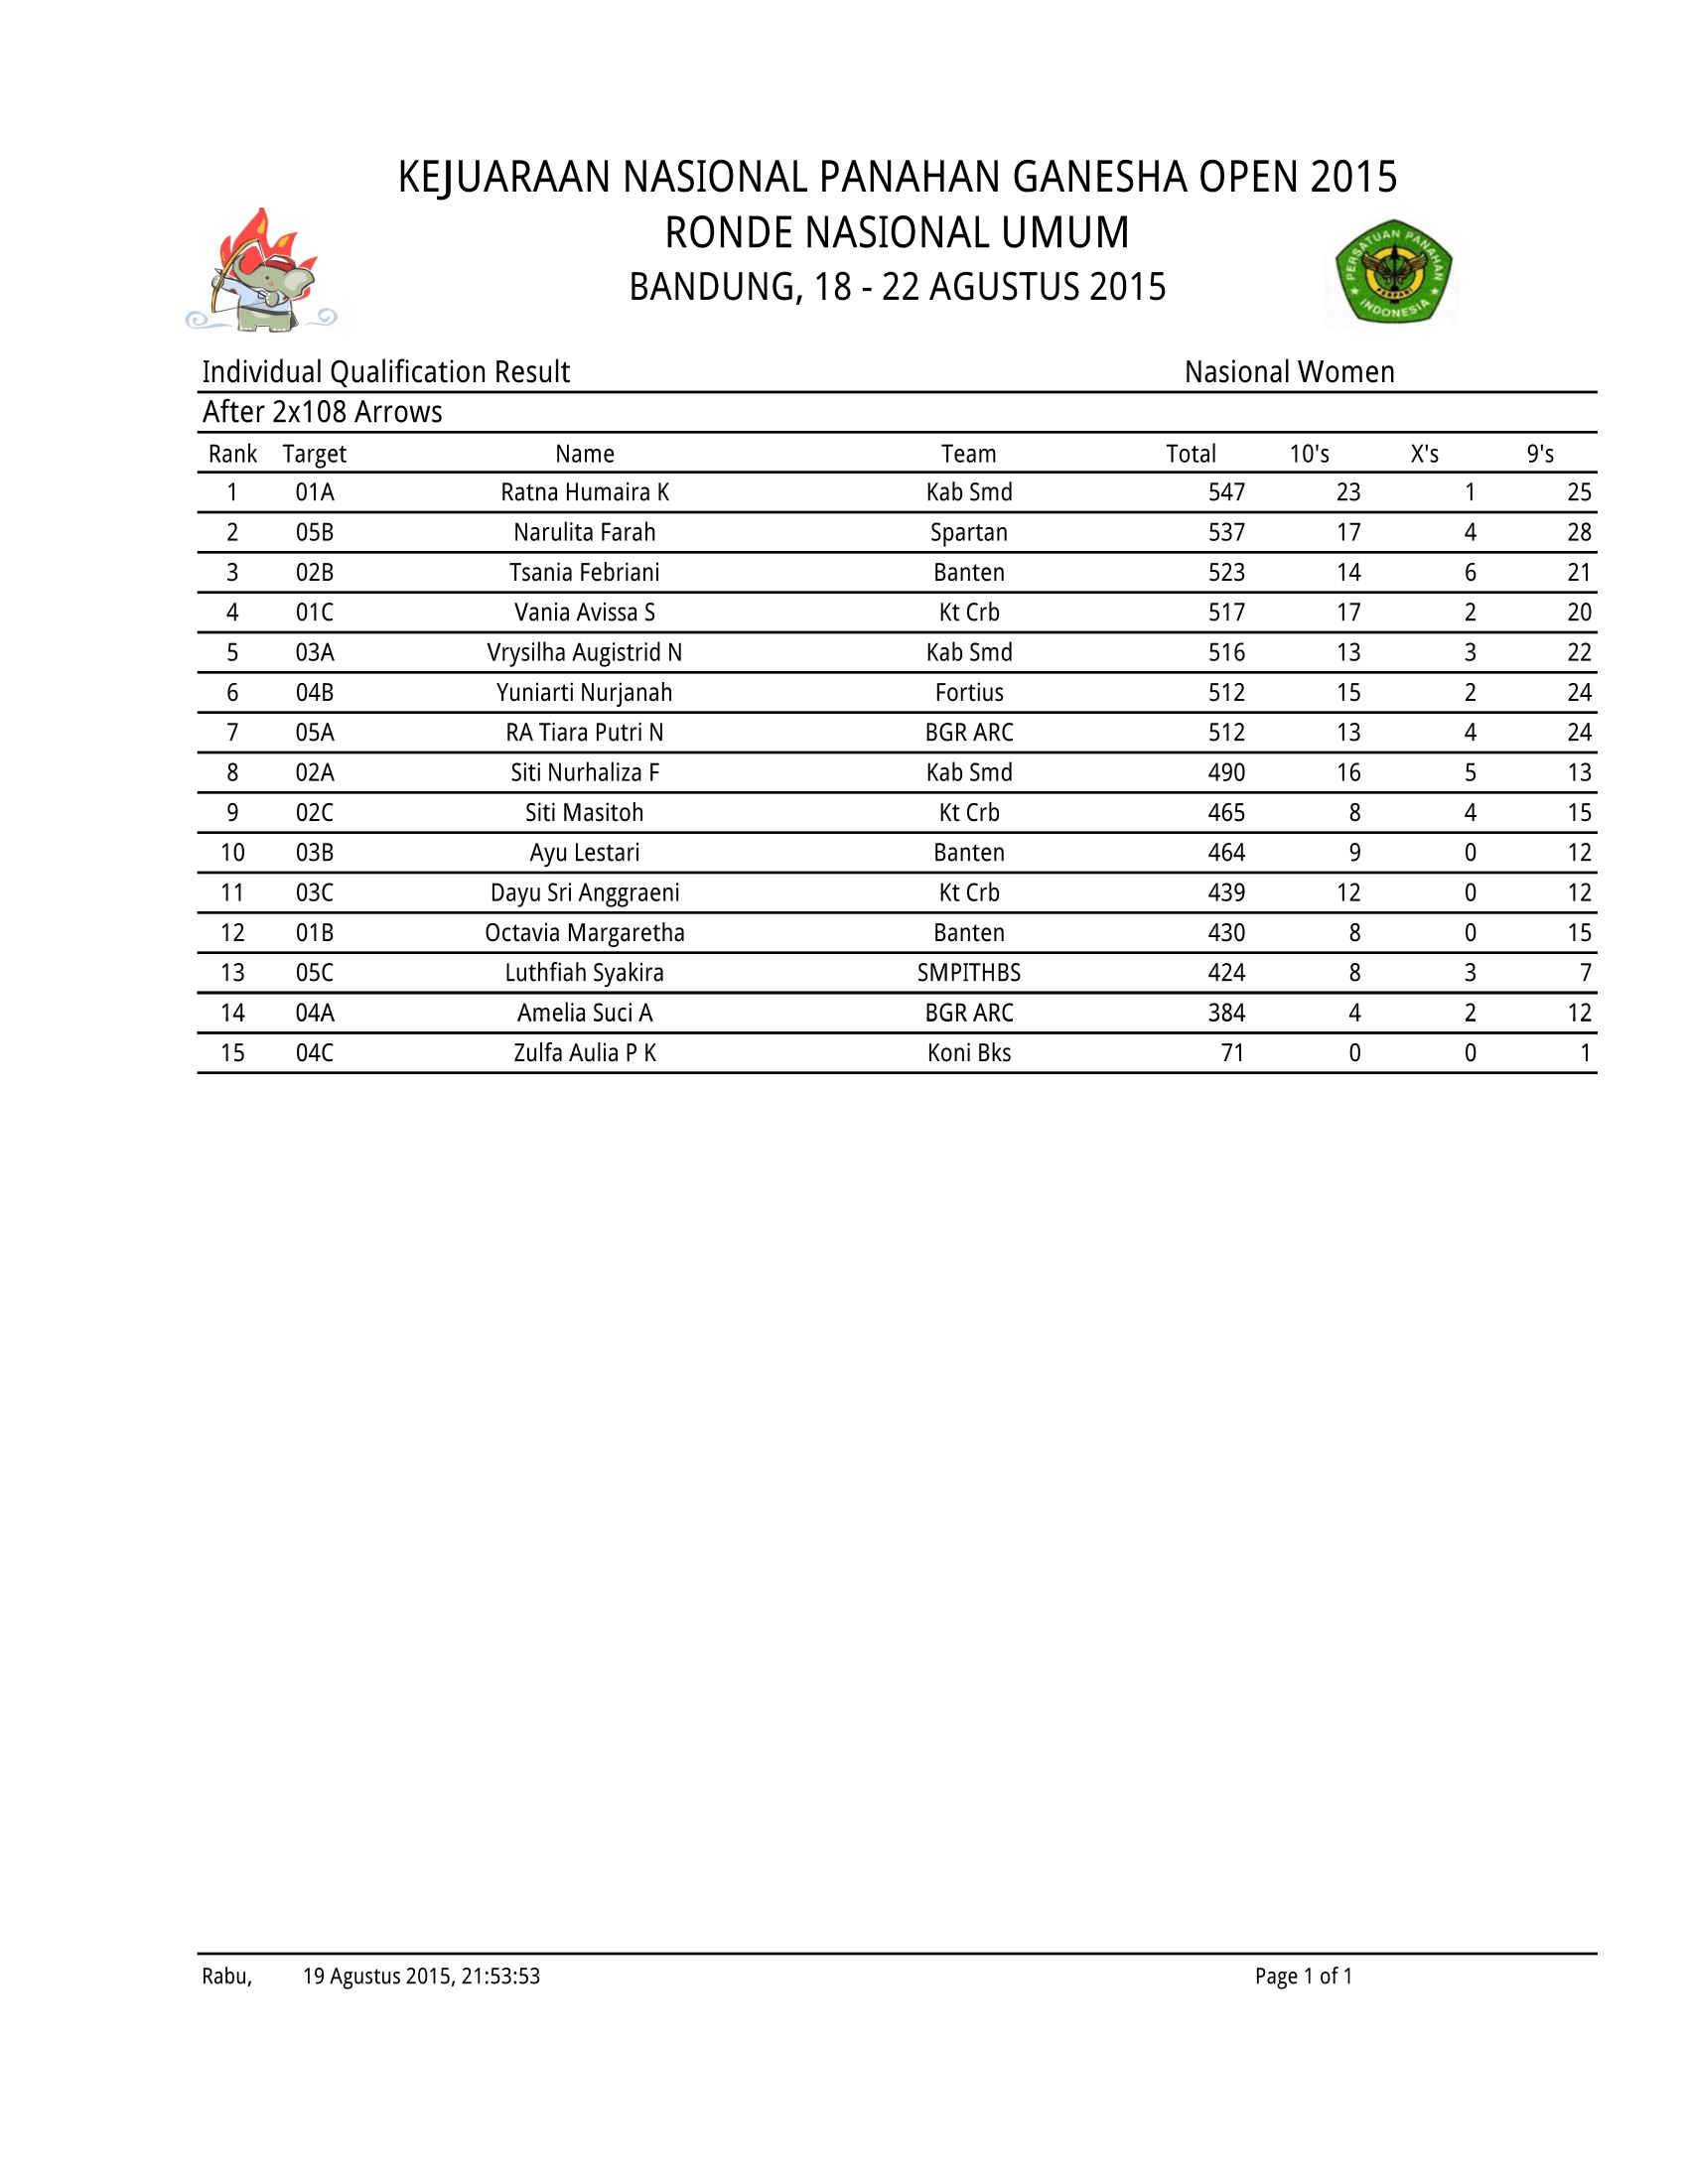 KEJUARAAN NASIONAL PANAHAN GANESHA OPEN 2015
RONDE NASIONAL UMUM
BANDUNG, 18 - 22 AGUSTUS 2015
PERSATUAN PANAHAN
PERPANI
INDONESIA
Individual Qualification Result Nasional Women
After 2x108 Arrows
Rank Target Name Team Total 10's X's 9's
1 01A Ratna Humaira K Kab Smd 547 23 1 25
2 05B Narulita Farah Spartan 537 17 4 28
3 02B Tsania Febriani Banten 523 14 6 21
4 01C Vania Avissa S Kt Crb 517 17 2 20
5 03A Vrysilha Augistrid N Kab Smd 516 13 3 22
6 04B Yuniarti Nurjanah Fortius 512 15 2 24
7 05A RA Tiara Putri N BGR ARC 512 13 4 24
8 02A Siti Nurhaliza F Kab Smd 490 16 5 13
9 02C Siti Masitoh Kt Crb 465 8 4 15
10 03B Ayu Lestari Banten 464 9 0 12
11 03C Dayu Sri Anggraeni Kt Crb 439 12 0 12
12 01B Octavia Margaretha Banten 430 8 0 15
13 05C Luthfiah Syakira SMPITHBS 424 8 3 7
14 04A Amelia Suci A BGR ARC 384 4 2 12
15 04C Zulfa Aulia P K Koni Bks 71 0 0 1
Rabu, 19 Agustus 2015, 21:53:53 Page 1 of 1